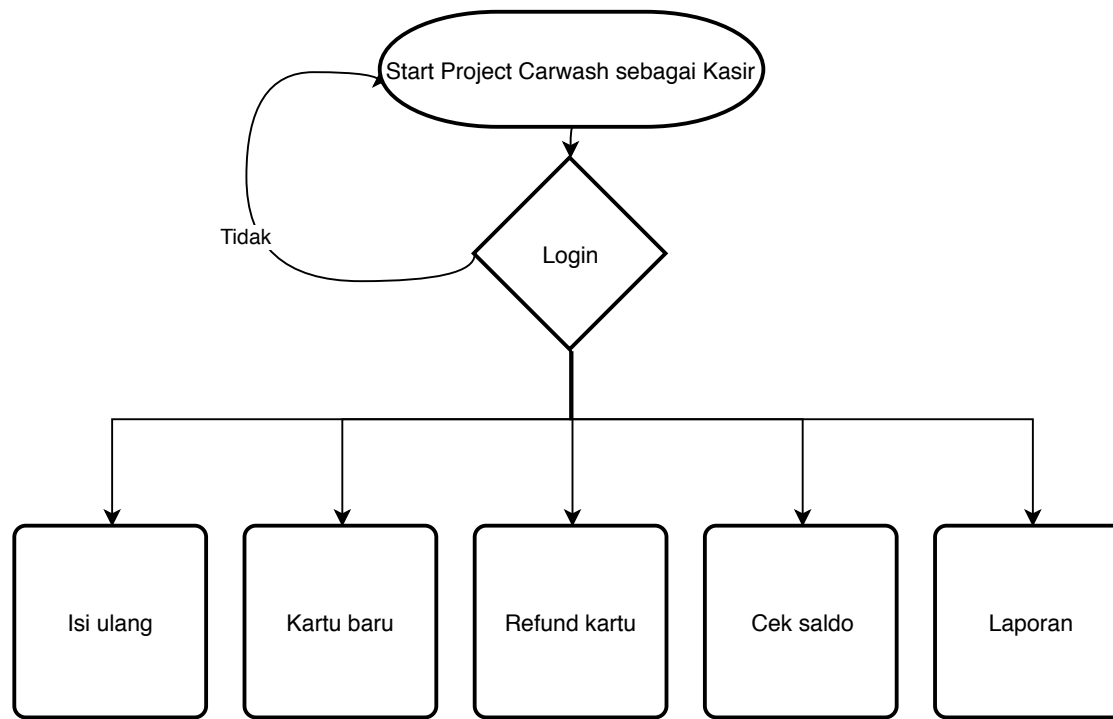 Start Project Carwash sebagai Kasir
Tidak
Login
Isi ulang
Kartu baru
Refund kartu
Cek saldo
Laporan